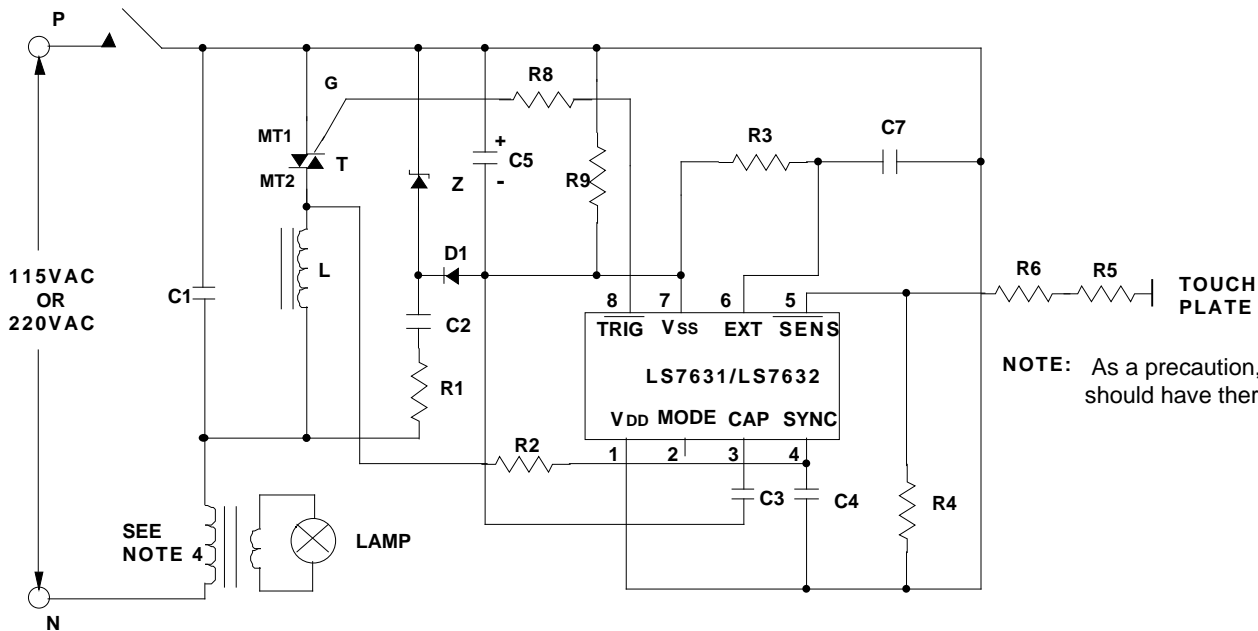 P
G
R8
MT1
MT2
T
+
C5
-
Z
R9
R3
C7
115VAC
OR
220VAC
C1
L
D1
C2
R1
8 7 6 5
TRIG VSS EXT SENS
LS7631/LS7632
VDD MODE CAP SYNC
1 2 3 4
R6 R5
TOUCH
PLATE
NOTE: As a precaution,
should have ther
R2
C3
C4
R4
SEE
NOTE 4
LAMP
N